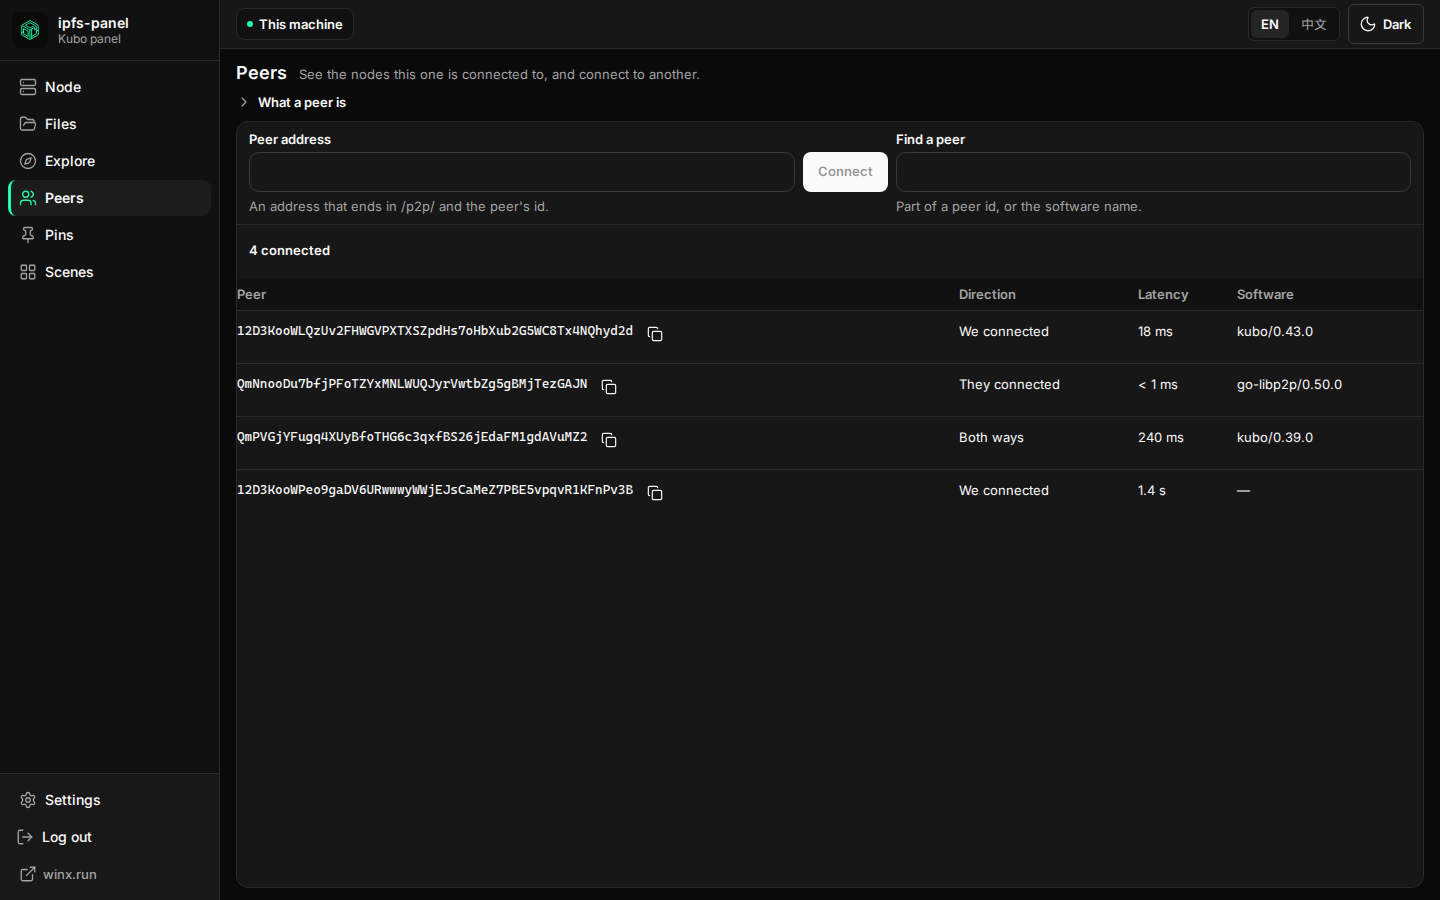 ipfs-panel
Kubo panel
This machine
EN
中文
Dark
Node
Files
Explore
Peers
Pins
Scenes
Settings
Log out
winx.run
Peers See the nodes this one is connected to, and connect to another.
What a peer is
Peer address
Find a peer
Connect
An address that ends in /p2p/ and the peer's id.
Part of a peer id, or the software name.
4 connected
Peer Direction Latency Software
12D3KooWLQzUv2FHWGVPXTXSZpdHs7oHbXub2G5WC8Tx4NQhyd2d We connected 18 ms kubo/0.43.0
QmNnooDu7bfjPFoTZYxMNLWUQJyrVwtbZg5gBMjTezGAJN They connected < 1 ms go-libp2p/0.50.0
QmPVGjYFugq4XUyBfoTHG6c3qxfBS26jEdaFM1gdAVuMZ2 Both ways 240 ms kubo/0.39.0
12D3KooWPeo9gaDV6URwwwyWWjEJsCaMeZ7PBE5vpqvR1KFnPv3B We connected 1.4 s —